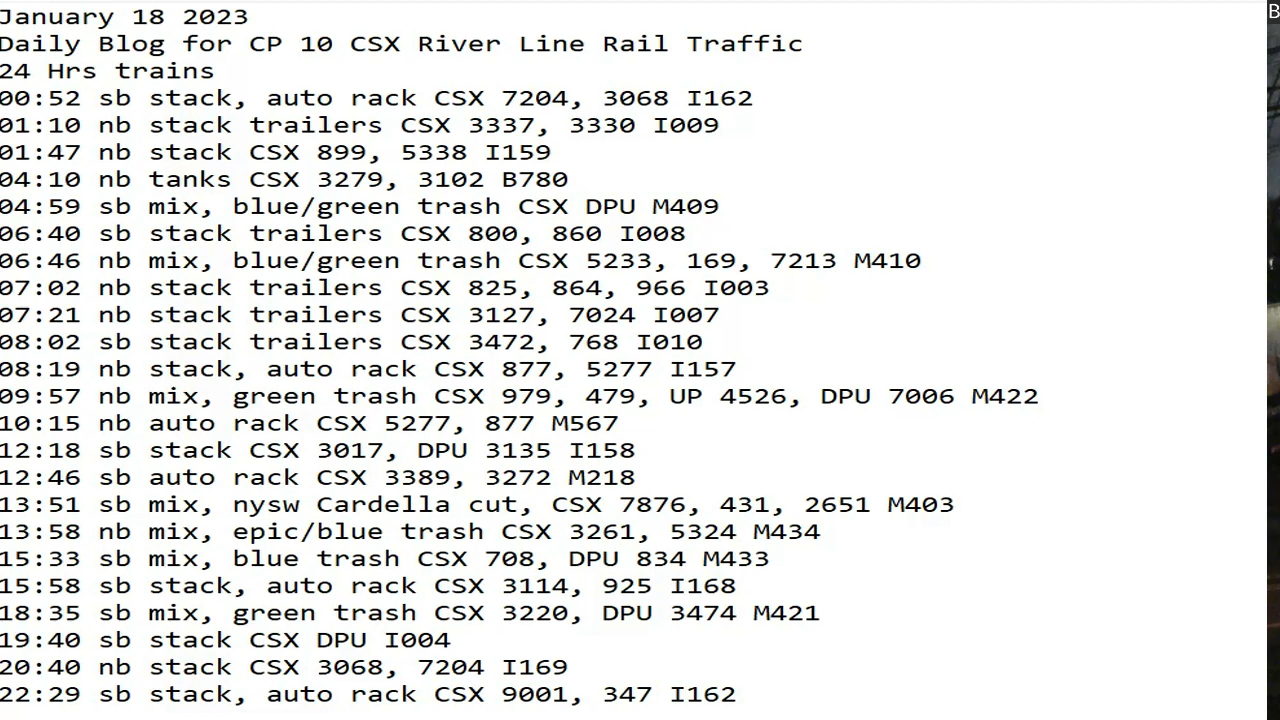 January 18 2023
Daily Blog for CP 10 CSX River Line Rail Traffic
24 Hrs trains
00:52 sb stack, auto rack CSX 7204, 3068 I162
01:10 nb stack trailers CSX 3337, 3330 I009
01:47 nb stack CSX 899, 5338 I159
04:10 nb tanks CSX 3279, 3102 B780
04:59 sb mix, blue/green trash CSX DPU M409
06:40 sb stack trailers CSX 800, 860 I008
06:46 nb mix, blue/green trash CSX 5233, 169, 7213 M410
07:02 nb stack trailers CSX 825, 864, 966 I003
07:21 nb stack trailers CSX 3127, 7024 I007
08:02 sb stack trailers CSX 3472, 768 I010
08:19 nb stack, auto rack CSX 877, 5277 I157
09:57 nb mix, green trash CSX 979, 479, UP 4526, DPU 7006 M422
10:15 nb auto rack CSX 5277, 877 M567
12:18 sb stack CSX 3017, DPU 3135 I158
12:46 sb auto rack CSX 3389, 3272 M218
13:51 sb mix, nysw Cardella cut, CSX 7876, 431, 2651 M403
13:58 nb mix, epic/blue trash CSX 3261, 5324 M434
15:33 sb mix, blue trash CSX 708, DPU 834 M433
15:58 sb stack, auto rack CSX 3114, 925 I168
18:35 sb mix, green trash CSX 3220, DPU 3474 M421
19:40 sb stack CSX DPU I004
20:40 nb stack CSX 3068, 7204 I169
22:29 sb stack, auto rack CSX 9001, 347 I162